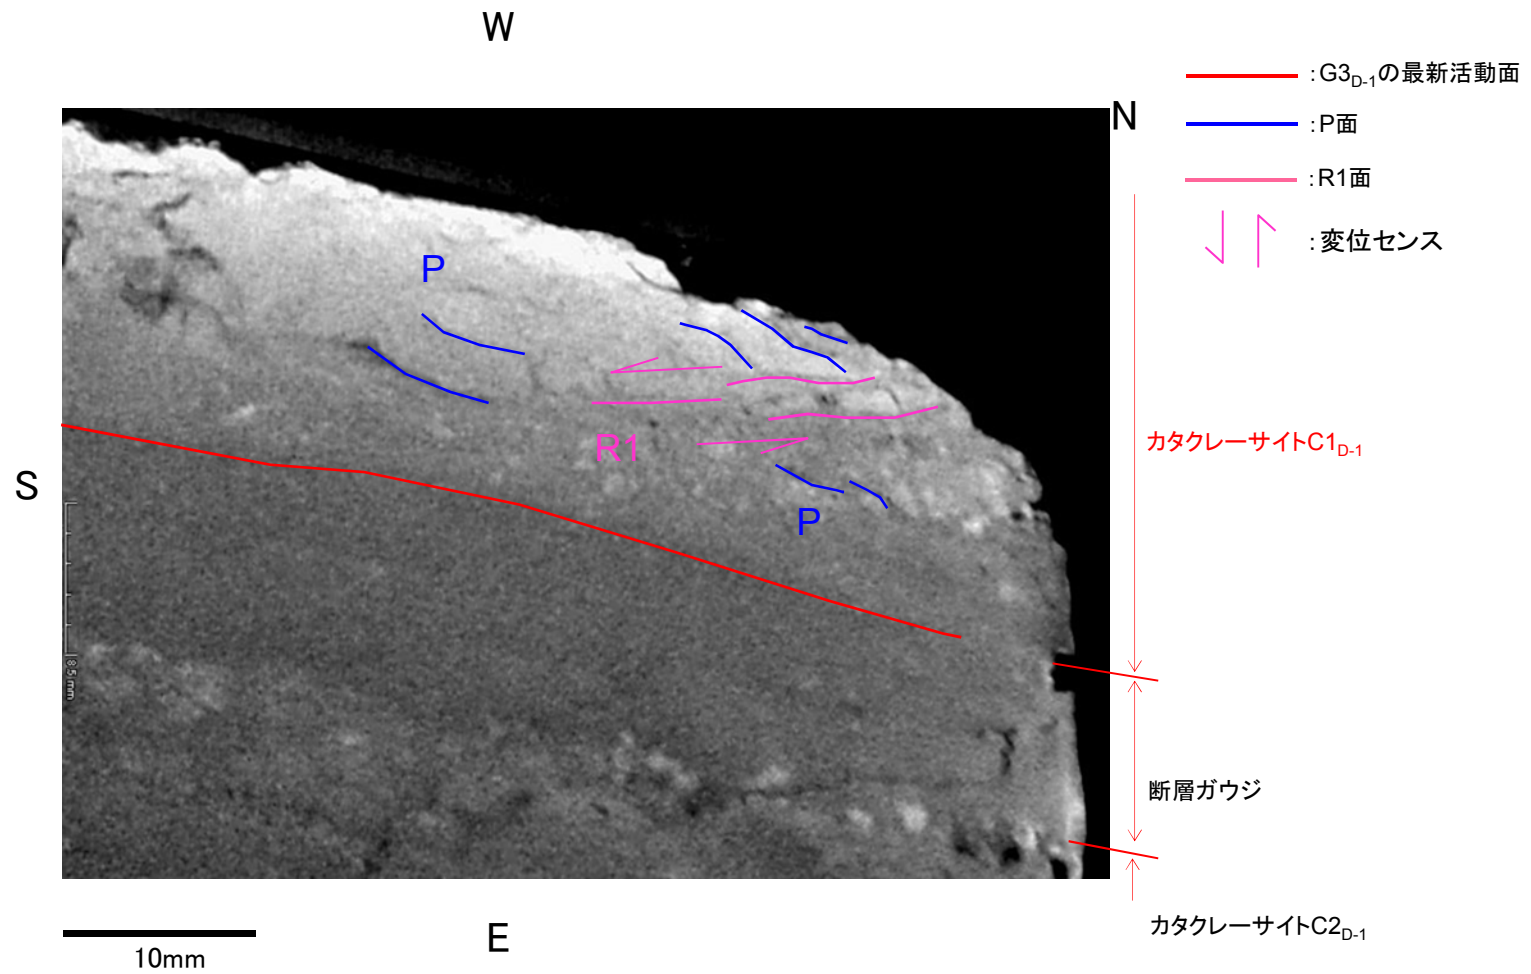 W
N
:G3D-1の最新活動面
:P面
:R1面
:変位センス
P
カタクレーサイトC1D-1
R1
S
P
8.5mm
断層ガウジ
カタクレーサイトC2D-1
E
10mm